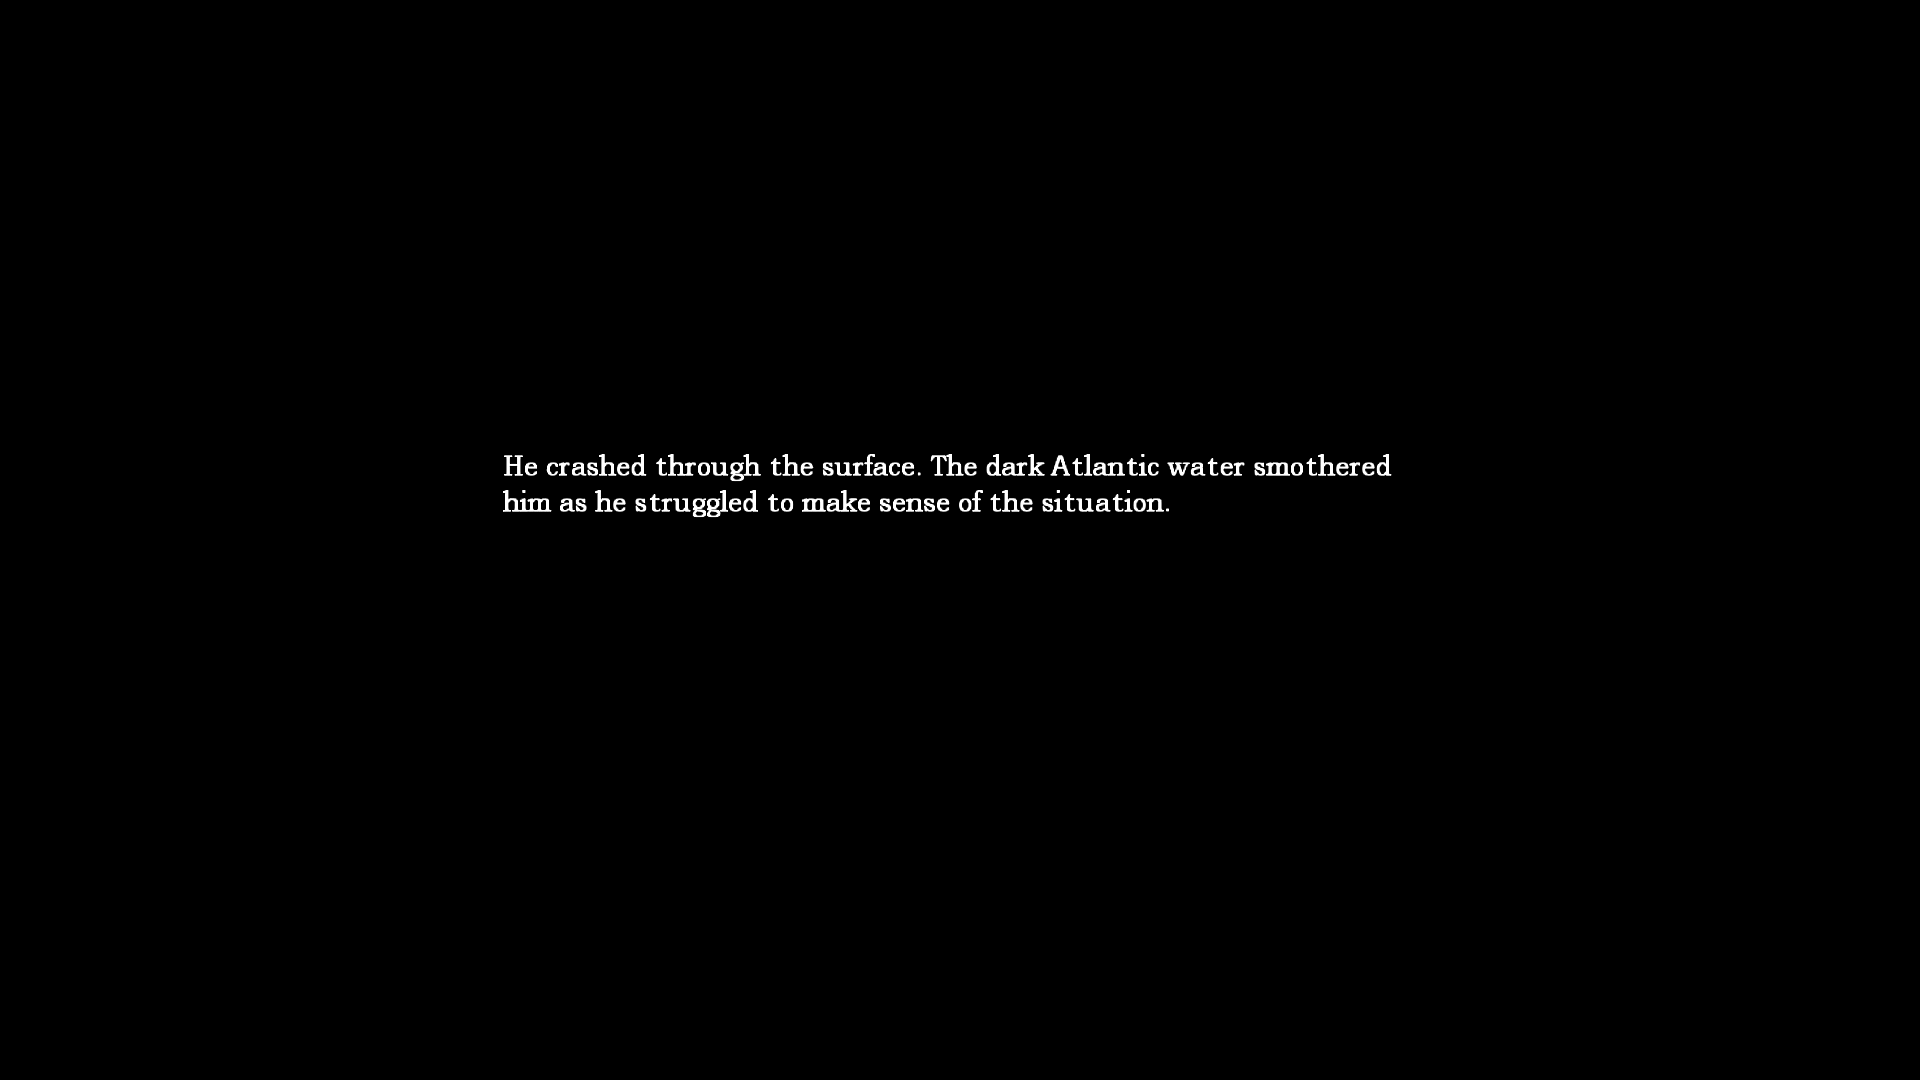 He crashed through the surface. The dark Atlantic water smothered
him as he struggled to make sense of the situation.